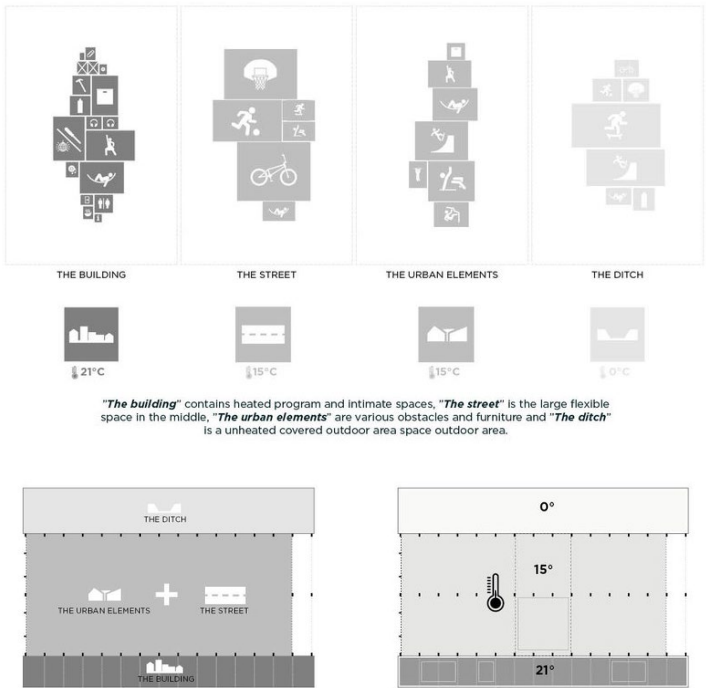 THE BUILDING
THE STREET
THE URBAN ELEMENTS
THE DITCH
21°C
15°C
15°C
0°C
"The building" contains heated program and intimate spaces, "The street" is the large flexible
space in the middle, "The urban elements" are various obstacles and furniture and "The ditch"
is a unheated covered outdoor area space outdoor area.
THE DITCH
THE URBAN ELEMENTS
THE STREET
THE BUILDING
0°
15°
21°